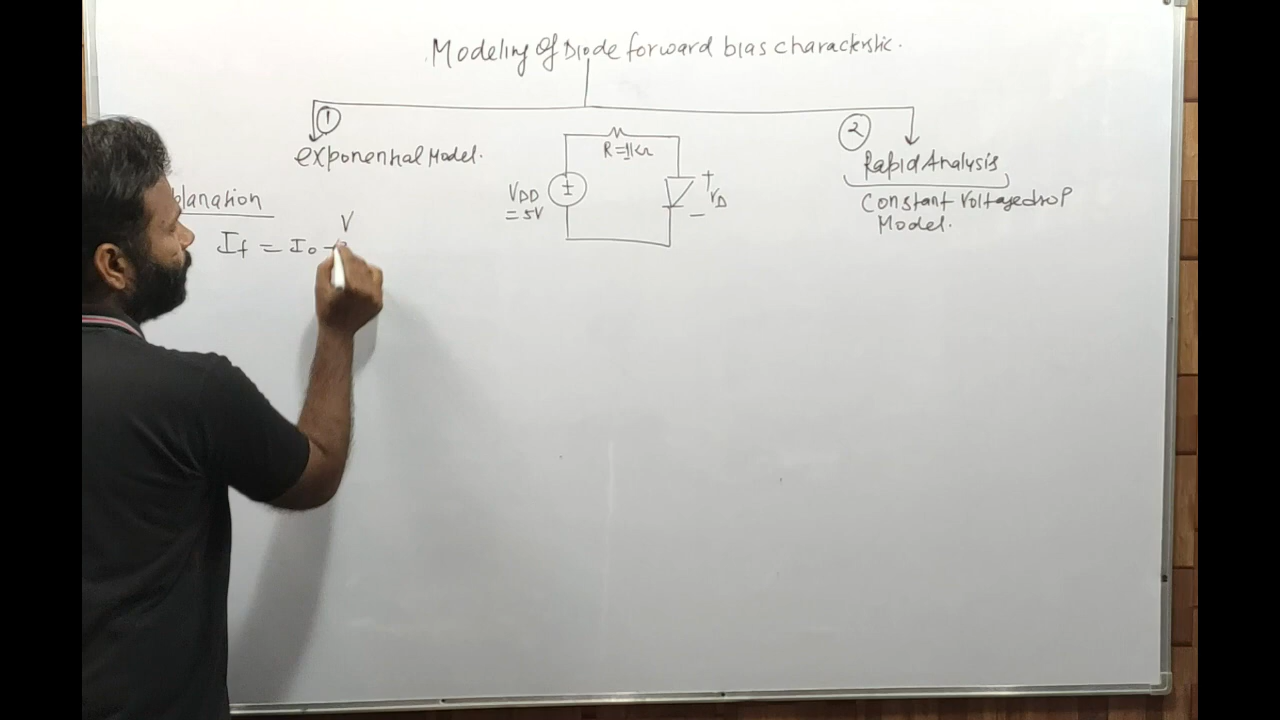 Modeling Of Diode forward bias characterstic.
1
exponential Model.
2
Rapid Analysis
Constant Voltagedrop
Model.
R=1KΩ
VDD
= 5V
+
VD
−
planation
V
If = Io